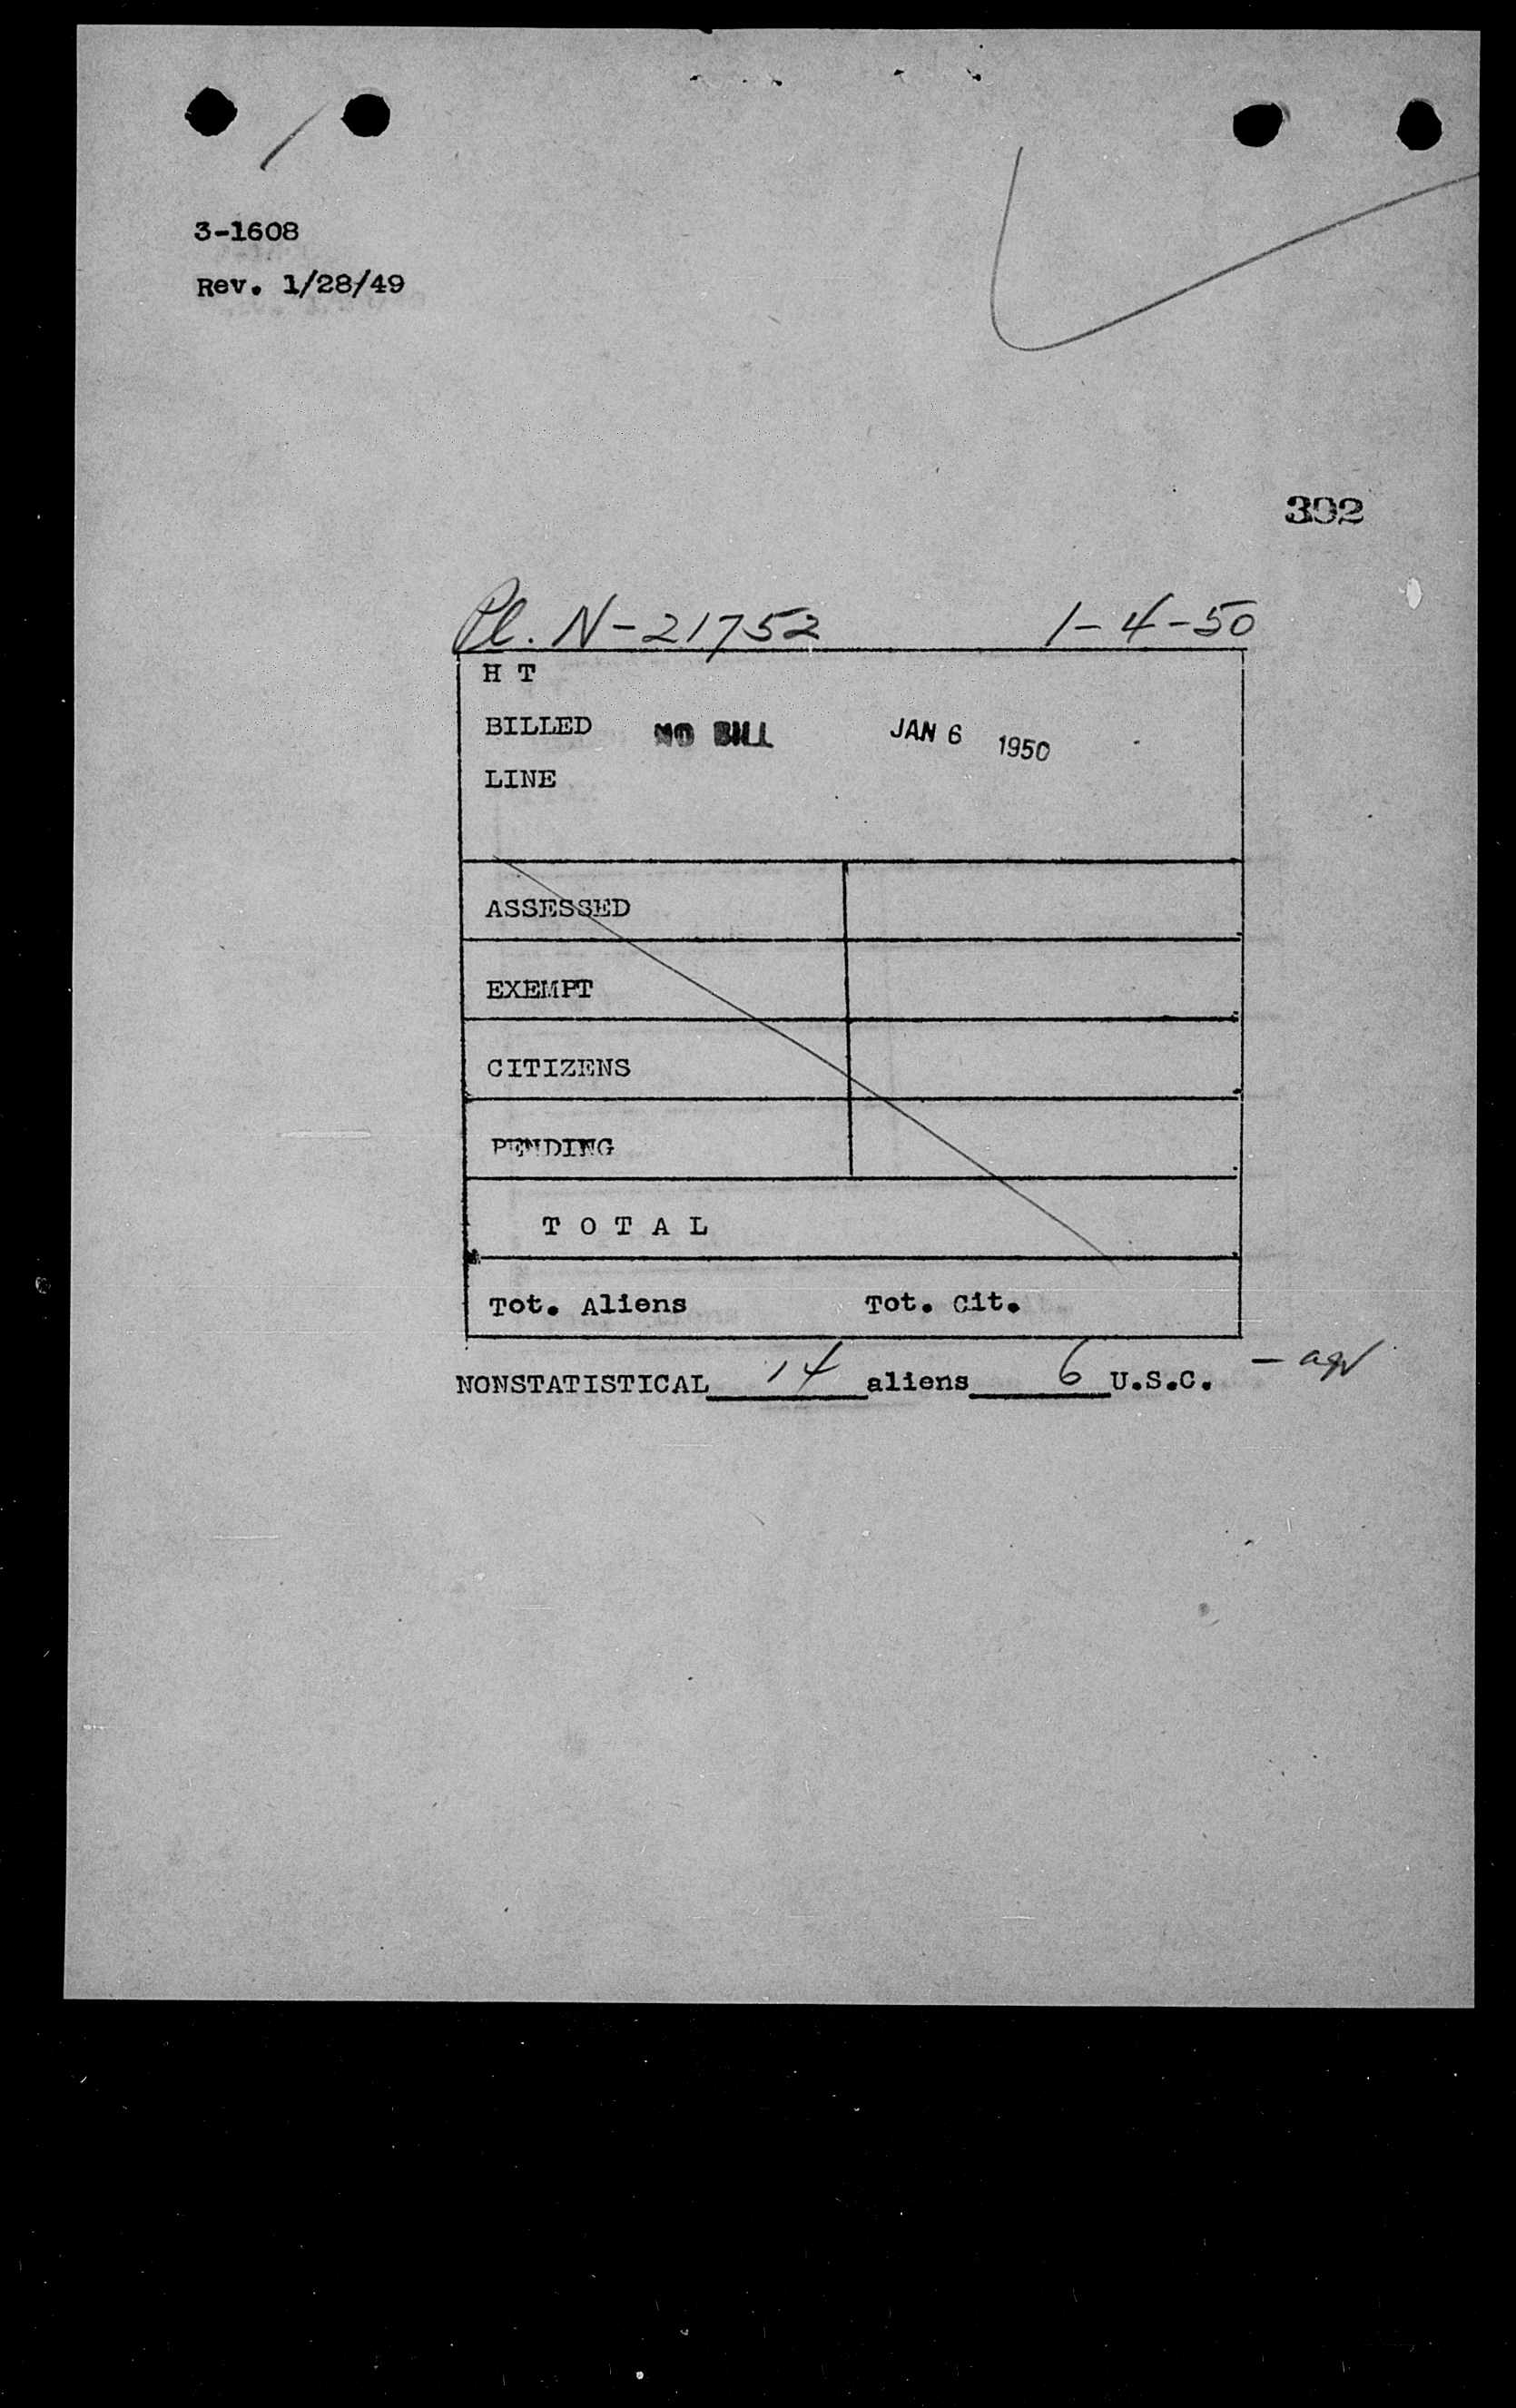 3-1608
Rev. 1/28/49
392
Pl. N-21752 1-4-50
H T
BILLED NO BILL JAN 6 1950
LINE
ASSESSED
EXEMPT
CITIZENS
PENDING
T O T A L
Tot. Aliens Tot. Cit.
NONSTATISTICAL 14 aliens 6 U.S.C. -